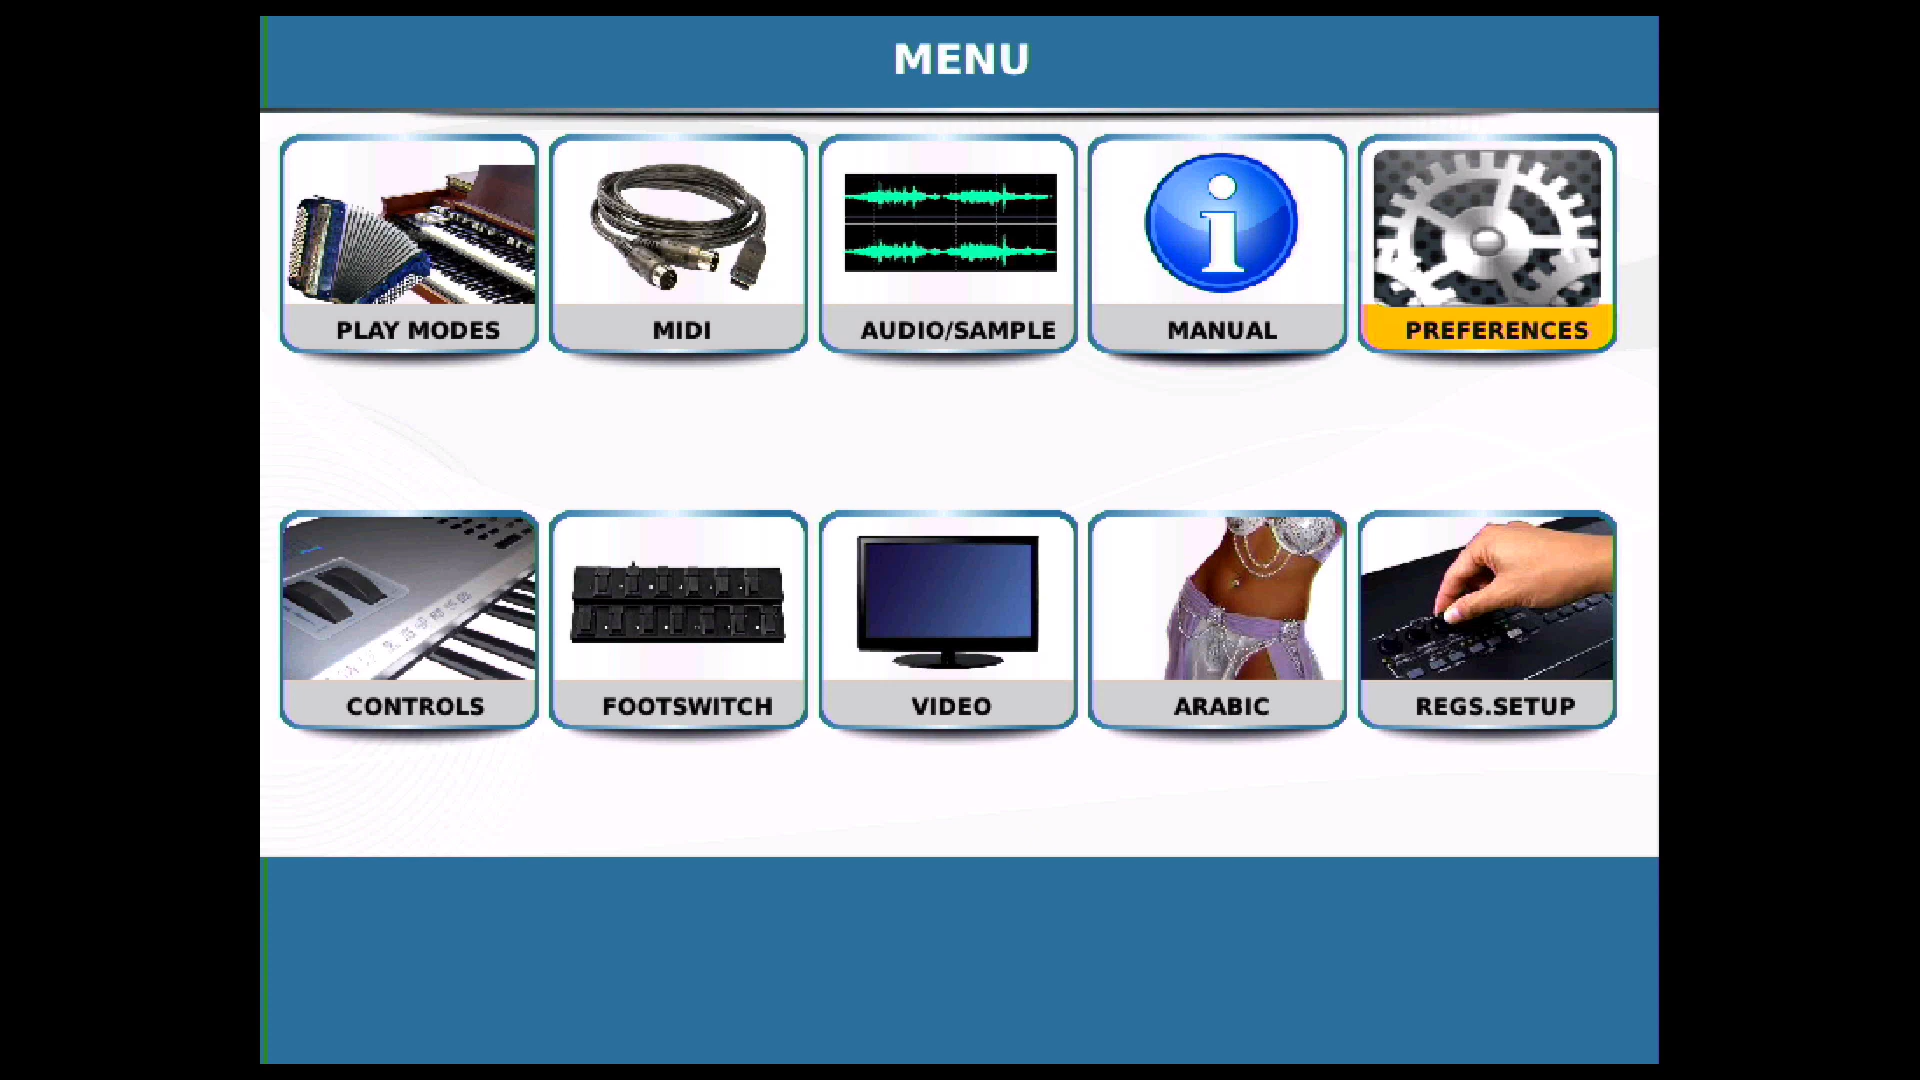 MENU
PLAY MODES
MIDI
AUDIO/SAMPLE
MANUAL
PREFERENCES
CONTROLS
FOOTSWITCH
VIDEO
ARABIC
REGS.SETUP